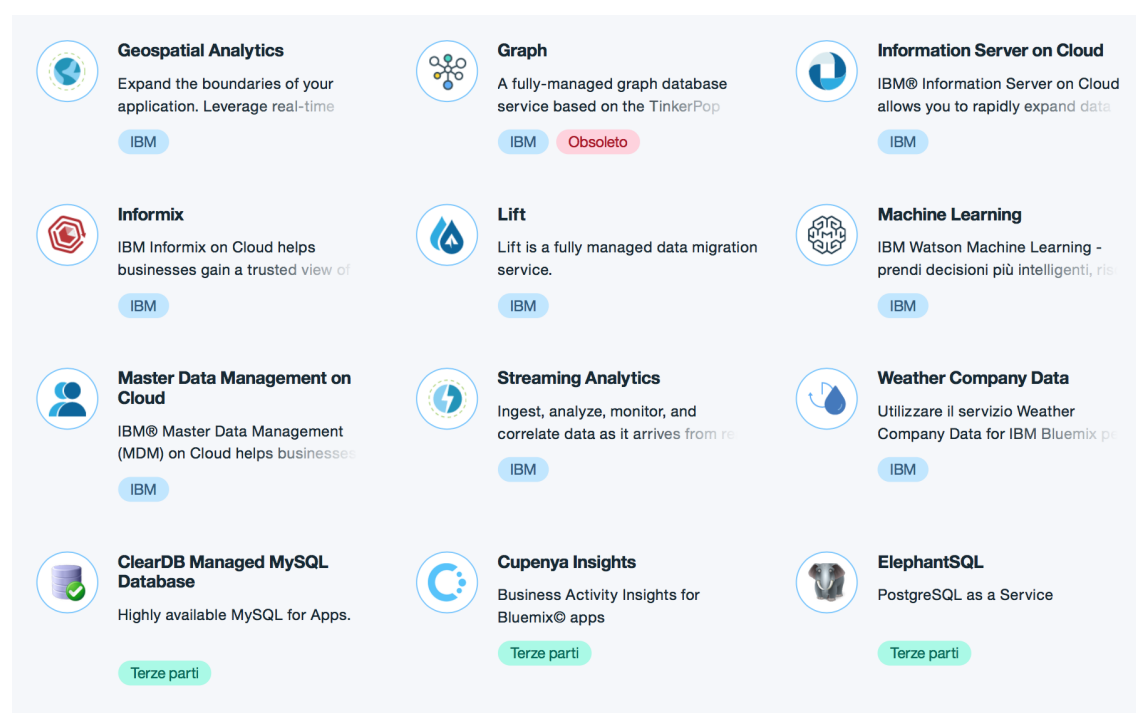 Geospatial Analytics
Expand the boundaries of your
application. Leverage real-time
IBM
Graph
A fully-managed graph database
service based on the TinkerPop
IBM
Obsoleto
Information Server on Cloud
IBM® Information Server on Cloud
allows you to rapidly expand data
IBM
Informix
IBM Informix on Cloud helps
businesses gain a trusted view of
IBM
Lift
Lift is a fully managed data migration
service.
IBM
Machine Learning
IBM Watson Machine Learning -
prendi decisioni più intelligenti,
IBM
Master Data Management on
Cloud
IBM® Master Data Management
(MDM) on Cloud helps businesses
IBM
Streaming Analytics
Ingest, analyze, monitor, and
correlate data as it arrives from
IBM
Weather Company Data
Utilizzare il servizio Weather
Company Data for IBM Bluemix
IBM
ClearDB Managed MySQL
Database
Highly available MySQL for Apps.
Terze parti
Cupenya Insights
Business Activity Insights for
Bluemix© apps
Terze parti
ElephantSQL
PostgreSQL as a Service
Terze parti